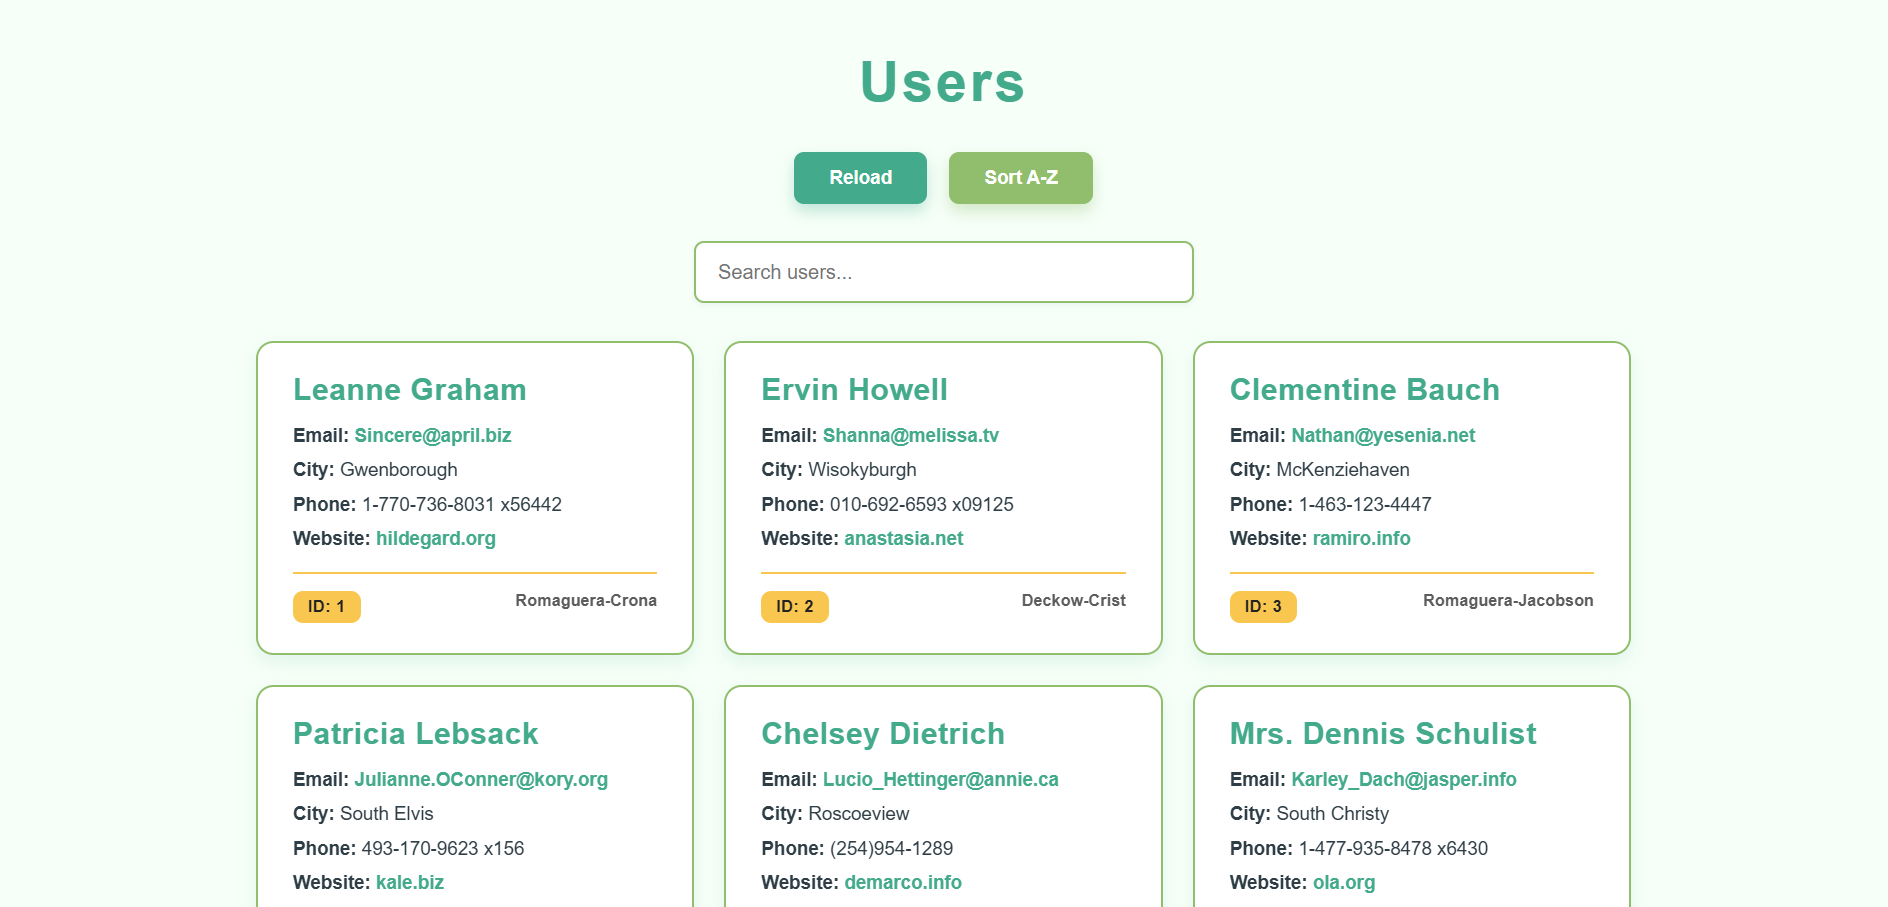 Users
Reload
Sort A-Z
Search users...
Leanne Graham
Email: Sincere@april.biz
City: Gwenborough
Phone: 1-770-736-8031 x56442
Website: hildegard.org
ID: 1
Romaguera-Crona
Ervin Howell
Email: Shanna@melissa.tv
City: Wisokyburgh
Phone: 010-692-6593 x09125
Website: anastasia.net
ID: 2
Deckow-Crist
Clementine Bauch
Email: Nathan@yesenia.net
City: McKenziehaven
Phone: 1-463-123-4447
Website: ramiro.info
ID: 3
Romaguera-Jacobson
Patricia Lebsack
Email: Julianne.OConner@kory.org
City: South Elvis
Phone: 493-170-9623 x156
Website: kale.biz
Chelsey Dietrich
Email: Lucio_Hettinger@annie.ca
City: Roscoeview
Phone: (254)954-1289
Website: demarco.info
Mrs. Dennis Schulist
Email: Karley_Dach@jasper.info
City: South Christy
Phone: 1-477-935-8478 x6430
Website: ola.org